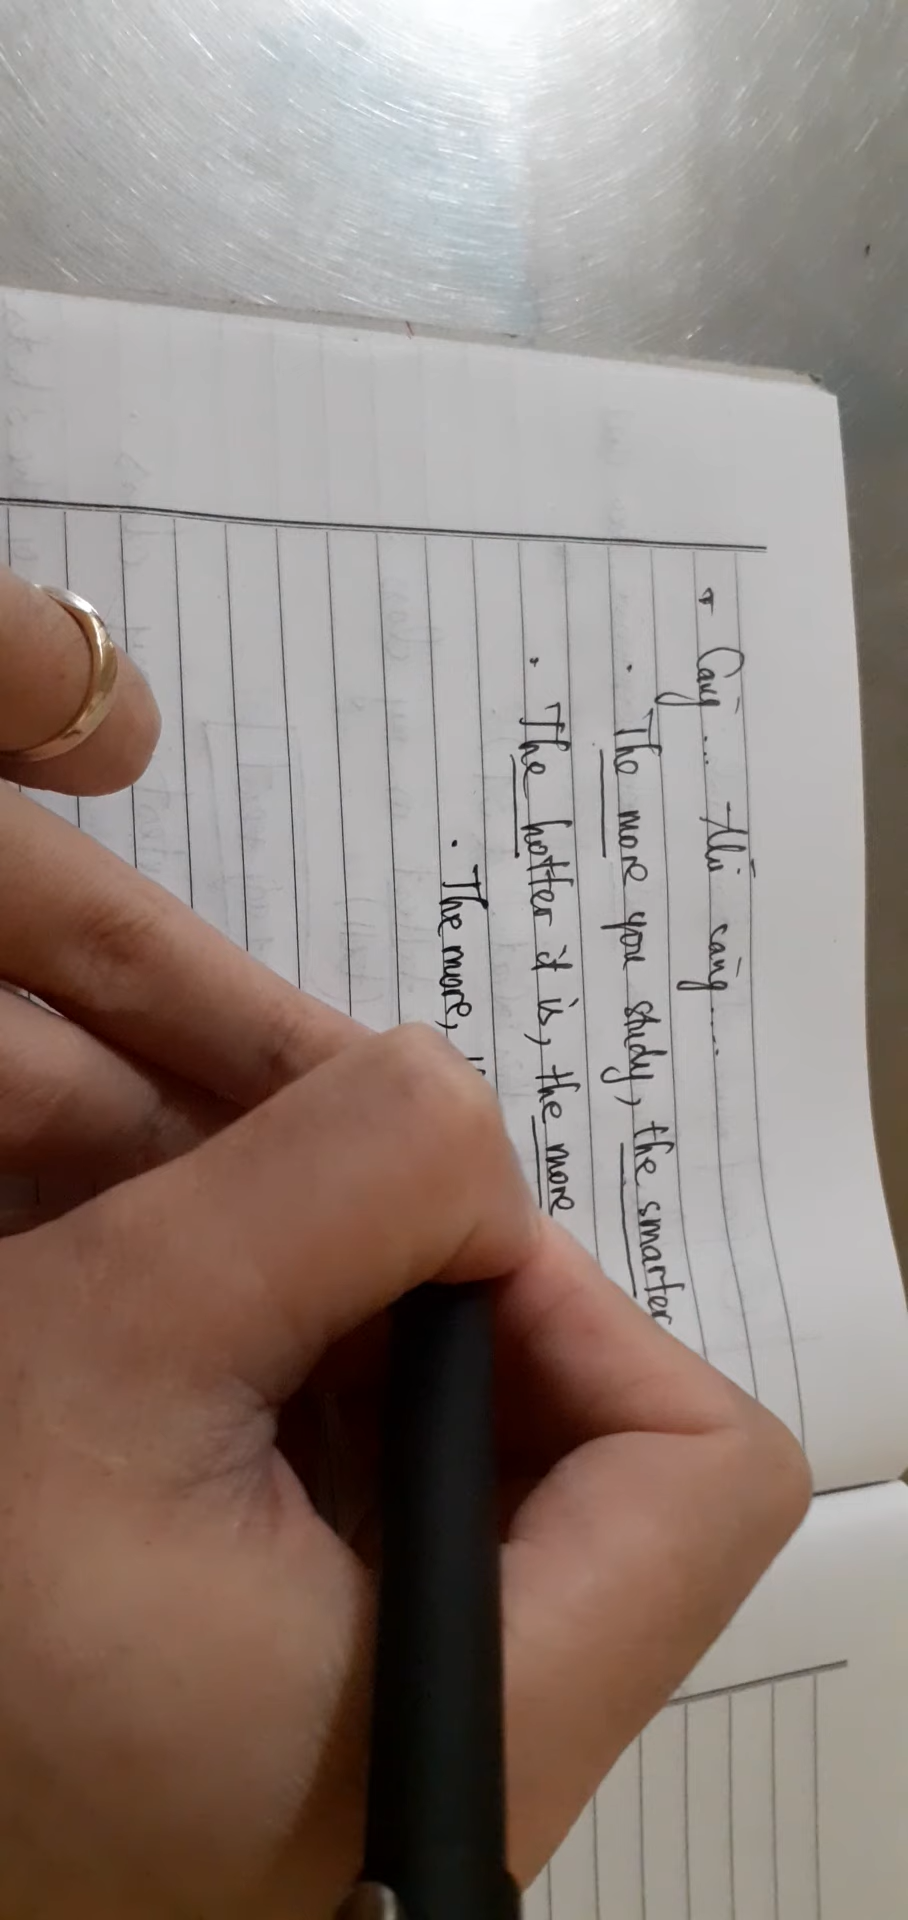 + Càng ... thì càng ....
. The more you study, the smarter
. The hotter it is, the more
. The more,